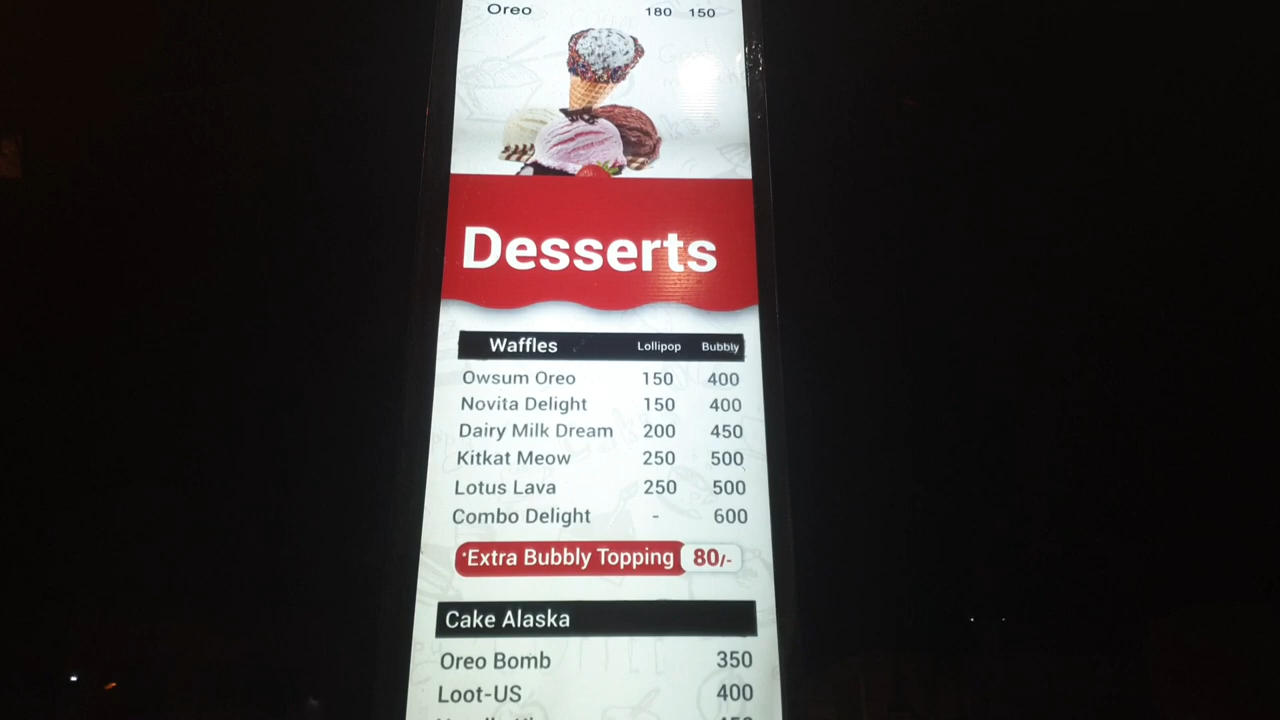 Oreo 180 150
Desserts
Waffles Lollipop Bubbly
Owsum Oreo 150 400
Novita Delight 150 400
Dairy Milk Dream 200 450
Kitkat Meow 250 500
Lotus Lava 250 500
Combo Delight - 600
*Extra Bubbly Topping 80/-
Cake Alaska
Oreo Bomb 350
Loot-US 400